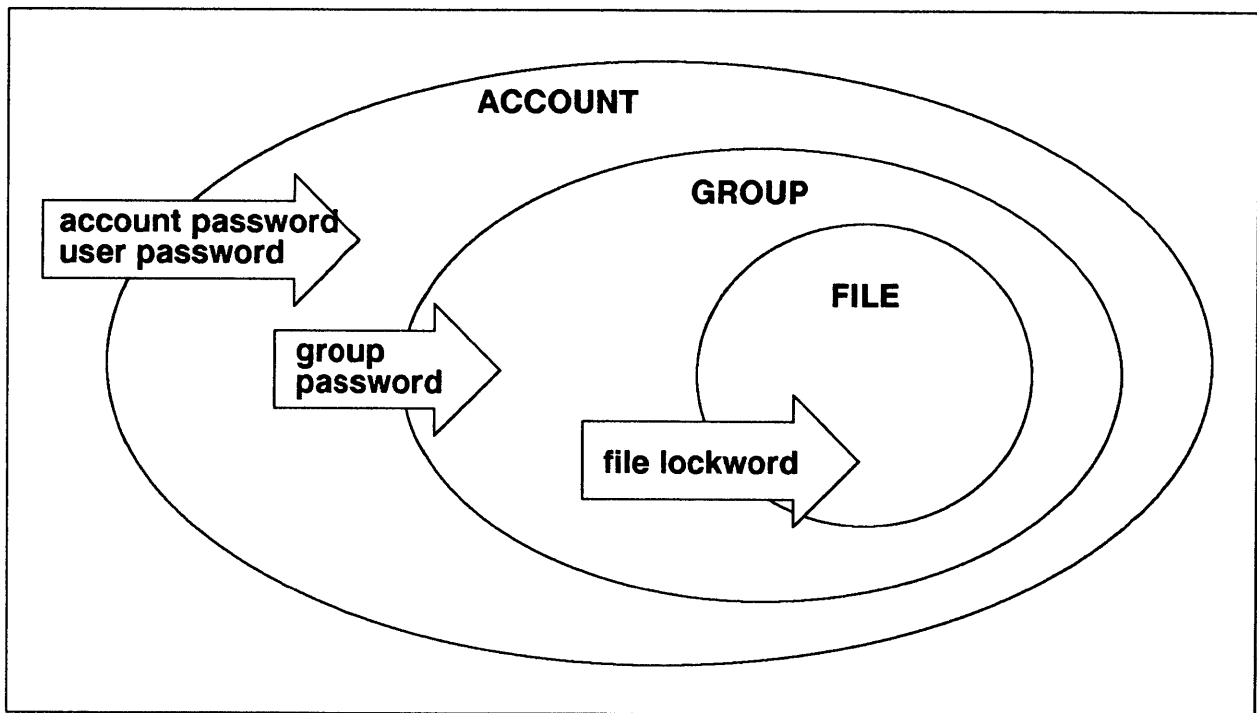 ACCOUNT
GROUP
account password
user password
FILE
group
password
file lockword